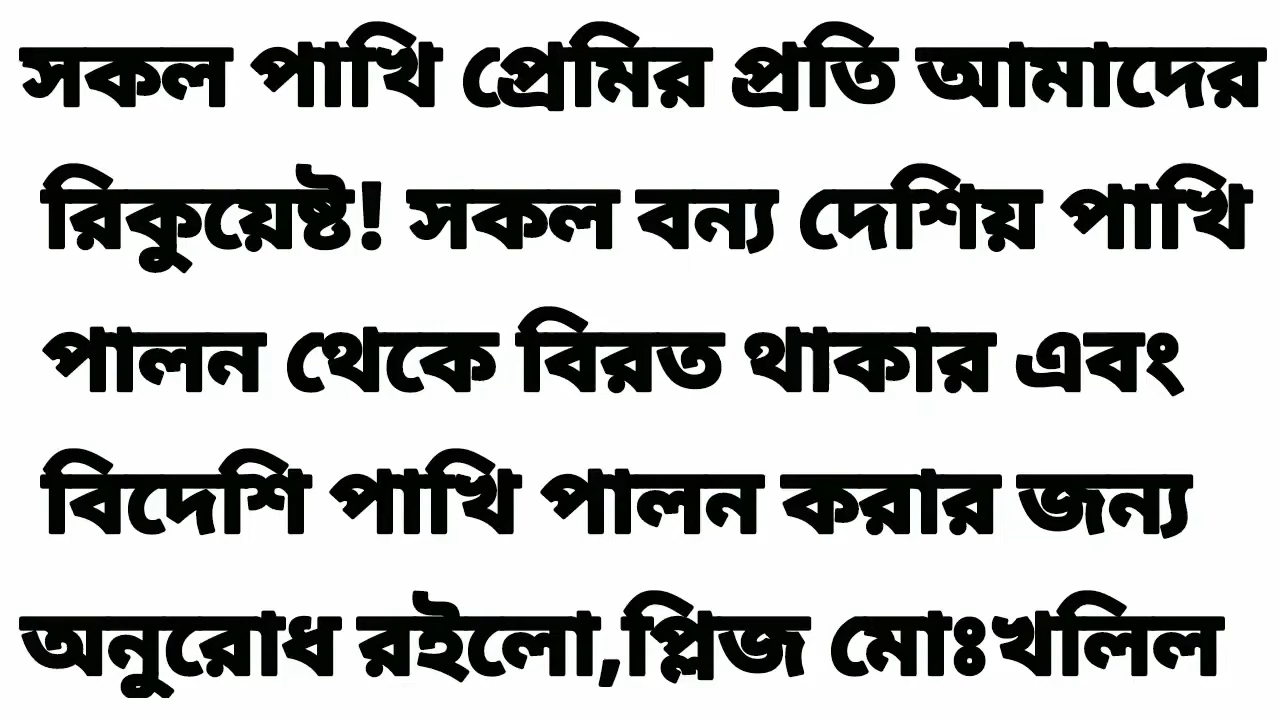 সকল পাখি প্রেমির প্রতি আমাদের
রিকুয়েষ্ট! সকল বন্য দেশিয় পাখি
পালন থেকে বিরত থাকার এবং
বিদেশি পাখি পালন করার জন্য
অনুরোধ রইলো,প্লিজ মোঃখলিল